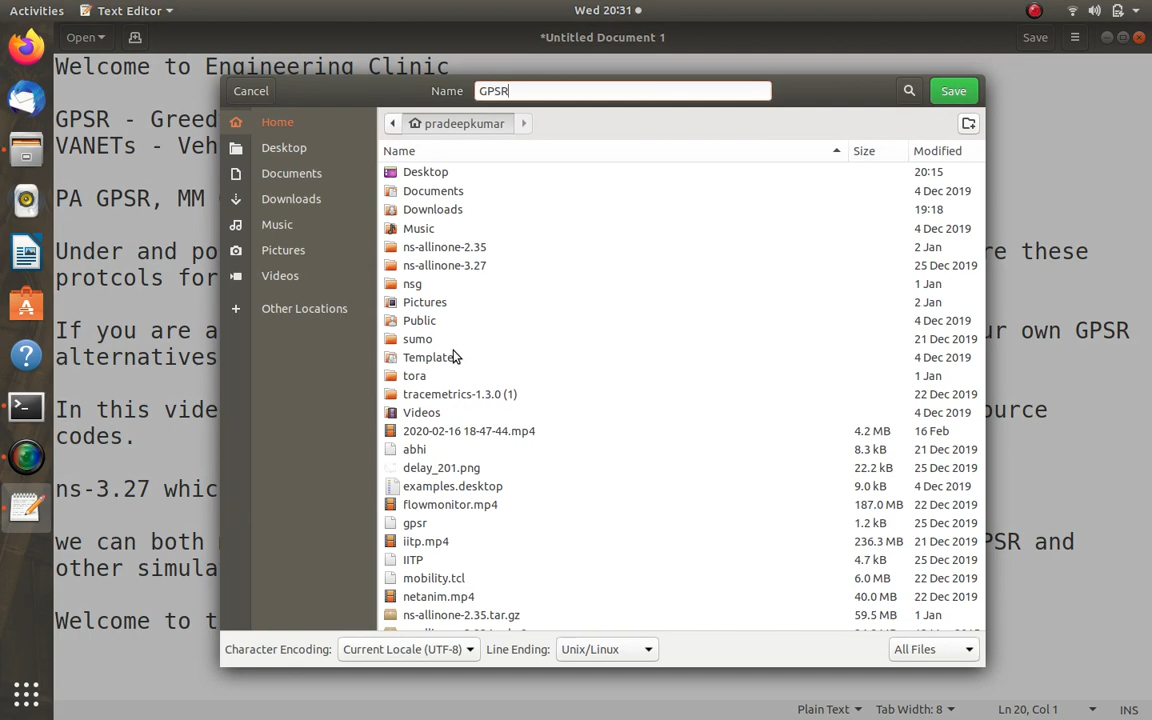 Activities Text Editor Wed 20:31
Open *Untitled Document 1 Save
Welcome to Engineering Clinic
GPSR - Greed
VANETs - Veh
PA GPSR, MM
Under and po re these
protcols for
If you are a ur own GPSR
alternatives
In this vide ource
codes.
ns-3.27 whic
we can both PSR and
other simula
Welcome to t
Cancel Name GPSR Save
Home
Desktop
Documents
Downloads
Music
Pictures
Videos
Other Locations
pradeepkumar
Name Size Modified
Desktop 20:15
Documents 4 Dec 2019
Downloads 19:18
Music 4 Dec 2019
ns-allinone-2.35 2 Jan
ns-allinone-3.27 25 Dec 2019
nsg 1 Jan
Pictures 2 Jan
Public 4 Dec 2019
sumo 21 Dec 2019
Templates 4 Dec 2019
tora 1 Jan
tracemetrics-1.3.0 (1) 22 Dec 2019
Videos 4 Dec 2019
2020-02-16 18-47-44.mp4 4.2 MB 16 Feb
abhi 8.3 kB 21 Dec 2019
delay_201.png 22.2 kB 25 Dec 2019
examples.desktop 9.0 kB 4 Dec 2019
flowmonitor.mp4 187.0 MB 22 Dec 2019
gpsr 1.2 kB 25 Dec 2019
iitp.mp4 236.3 MB 21 Dec 2019
IITP 4.7 kB 25 Dec 2019
mobility.tcl 6.0 MB 22 Dec 2019
netanim.mp4 40.0 MB 22 Dec 2019
ns-allinone-2.35.tar.gz 59.5 MB 1 Jan
Character Encoding: Current Locale (UTF-8) Line Ending: Unix/Linux All Files
Plain Text Tab Width: 8 Ln 20, Col 1 INS